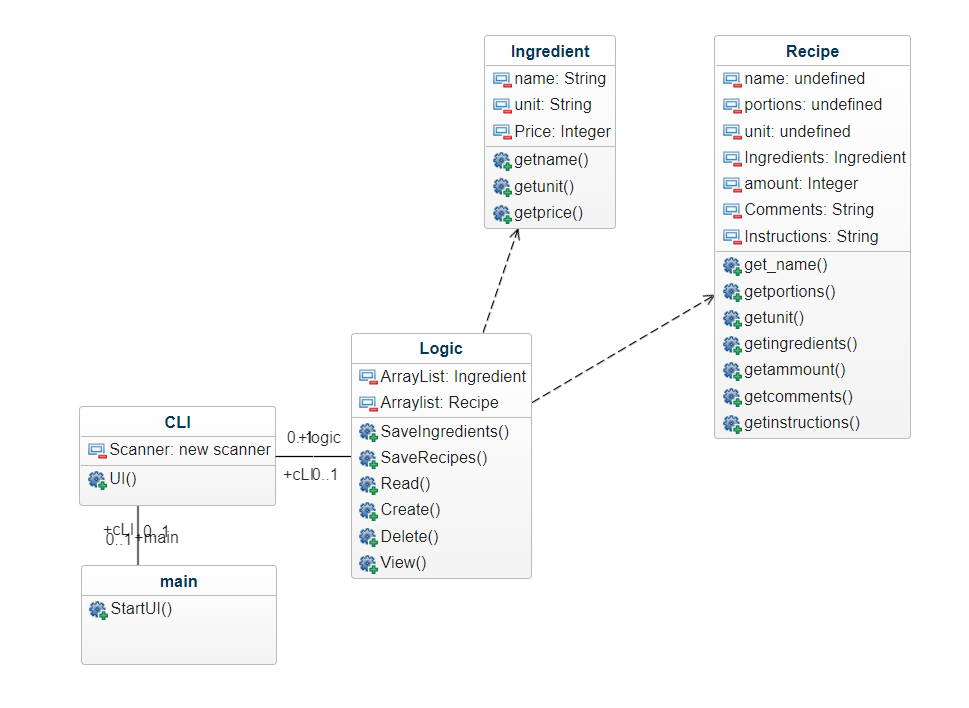 Ingredient
name: String
unit: String
Price: Integer
getname()
getunit()
getprice()
Recipe
name: undefined
portions: undefined
unit: undefined
Ingredients: Ingredient
amount: Integer
Comments: String
Instructions: String
get_name()
getportions()
getunit()
getingredients()
getammount()
getcomments()
getinstructions()
Logic
ArrayList: Ingredient
Arraylist: Recipe
SaveIngredients()
SaveRecipes()
Read()
Create()
Delete()
View()
CLI
Scanner: new scanner
UI()
0..1
+logic
+cLI
0..1
+cLI
0..1
0..1
+main
main
StartUI()